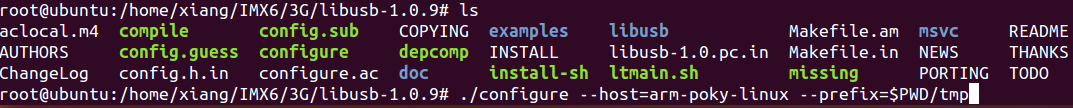 root@ubuntu:/home/xiang/IMX6/3G/libusb-1.0.9# ls
aclocal.m4 compile config.sub COPYING examples libusb Makefile.am msvc README
AUTHORS config.guess configure depcomp INSTALL libusb-1.0.pc.in Makefile.in NEWS THANKS
ChangeLog config.h.in configure.ac doc install-sh ltmain.sh missing PORTING TODO
root@ubuntu:/home/xiang/IMX6/3G/libusb-1.0.9# ./configure --host=arm-poky-linux --prefix=$PWD/tmp